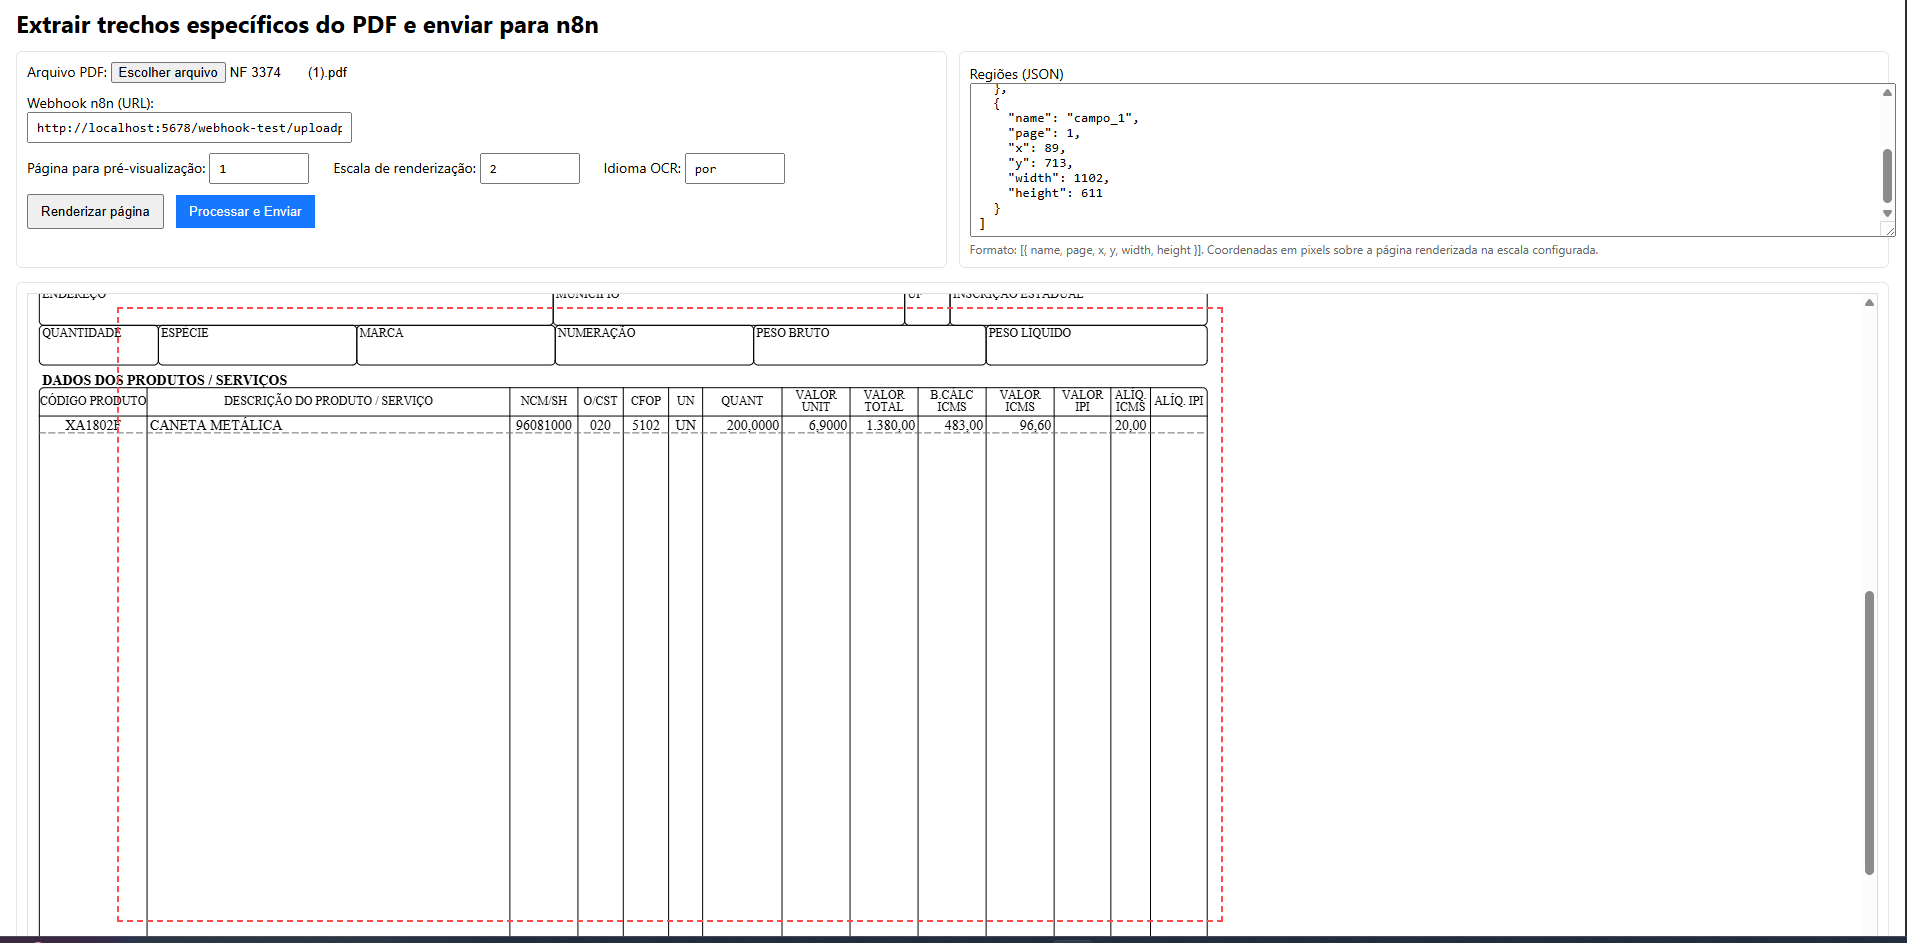 Extrair trechos específicos do PDF e enviar para n8n
Arquivo PDF: Escolher arquivo NF 3374 (1).pdf
Webhook n8n (URL):
http://localhost:5678/webhook-test/uploadp
Página para pré-visualização: 1 Escala de renderização: 2 Idioma OCR: por
Renderizar página Processar e Enviar
Regiões (JSON)
},
{
"name": "campo_1",
"page": 1,
"x": 89,
"y": 713,
"width": 1102,
"height": 611
}
]
Formato: [{ name, page, x, y, width, height }]. Coordenadas em pixels sobre a página renderizada na escala configurada.
ENDEREÇO MUNICÍPIO UF INSCRIÇÃO ESTADUAL
QUANTIDADE ESPÉCIE MARCA NUMERAÇÃO PESO BRUTO PESO LÍQUIDO
DADOS DOS PRODUTOS / SERVIÇOS
CÓDIGO PRODUTO DESCRIÇÃO DO PRODUTO / SERVIÇO NCM/SH O/CST CFOP UN QUANT VALOR UNIT VALOR TOTAL B.CÁLC ICMS VALOR ICMS VALOR IPI ALÍQ. ICMS ALÍQ. IPI
XA1802F CANETA METÁLICA 96081000 020 5102 UN 200,0000 6,9000 1.380,00 483,00 96,60 20,00